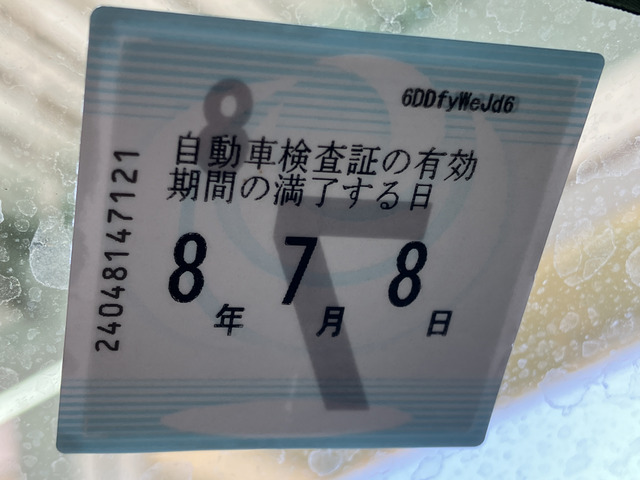 6DDfyWeJd6
自動車検査証の有効
期間の満了する日
8年7月8日
24048147121